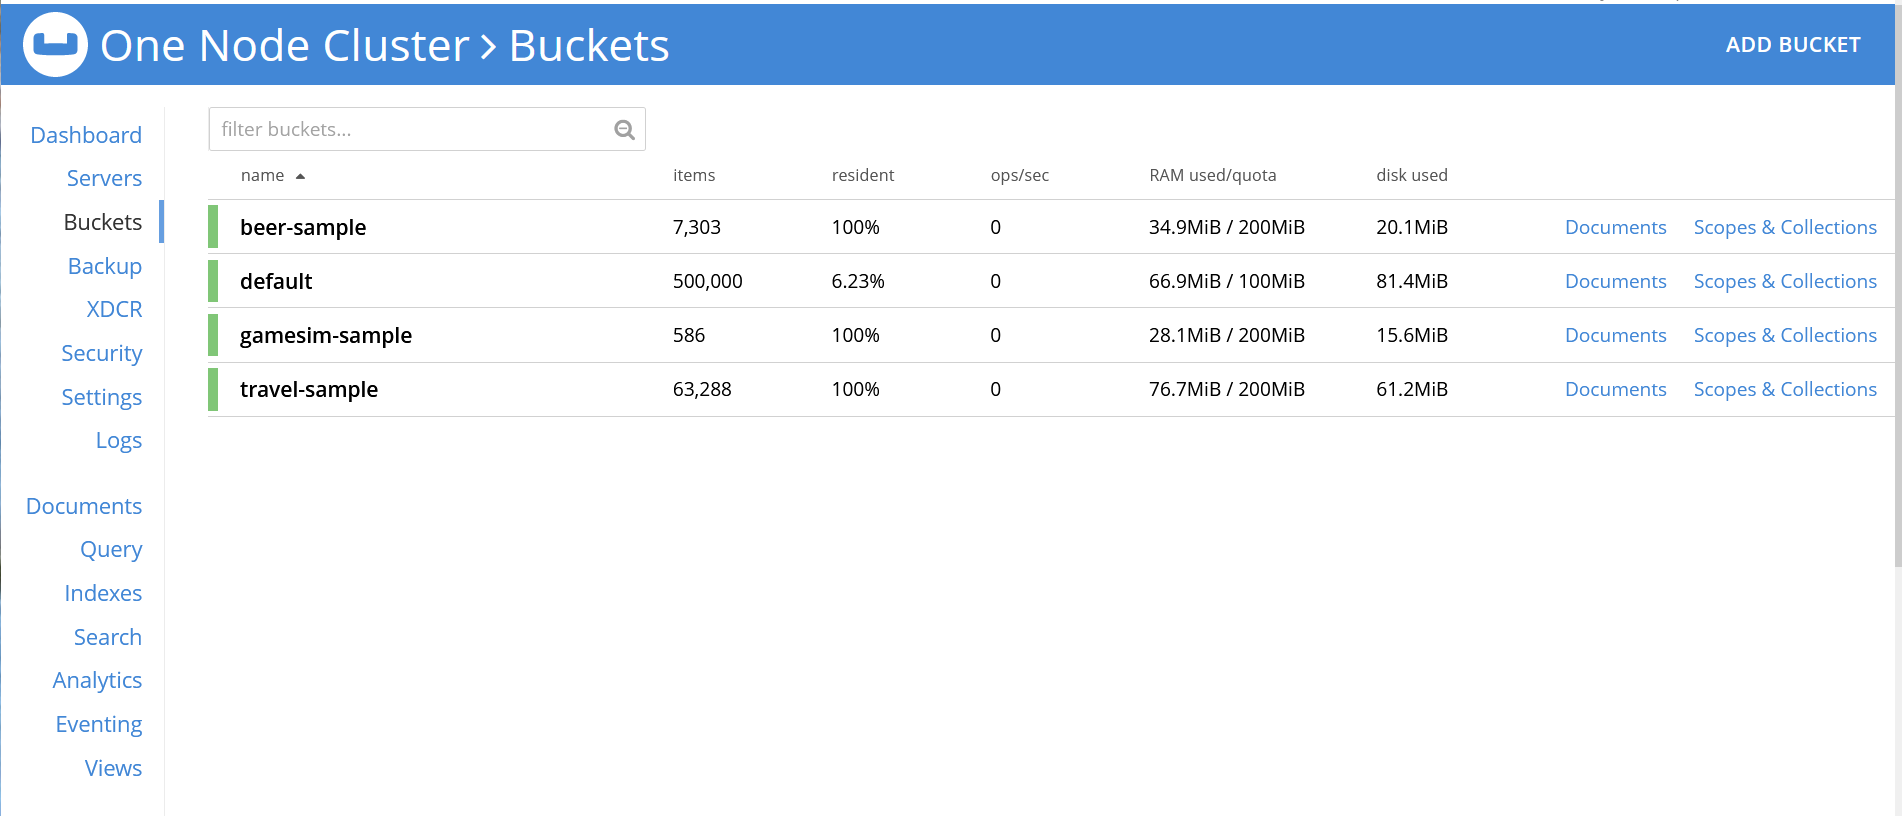 One Node Cluster > Buckets
ADD BUCKET
Dashboard
Servers
Buckets
Backup
XDCR
Security
Settings
Logs
Documents
Query
Indexes
Search
Analytics
Eventing
Views
filter buckets...
name items resident ops/sec RAM used/quota disk used
beer-sample 7,303 100% 0 34.9MiB / 200MiB 20.1MiB Documents Scopes & Collections
default 500,000 6.23% 0 66.9MiB / 100MiB 81.4MiB Documents Scopes & Collections
gamesim-sample 586 100% 0 28.1MiB / 200MiB 15.6MiB Documents Scopes & Collections
travel-sample 63,288 100% 0 76.7MiB / 200MiB 61.2MiB Documents Scopes & Collections